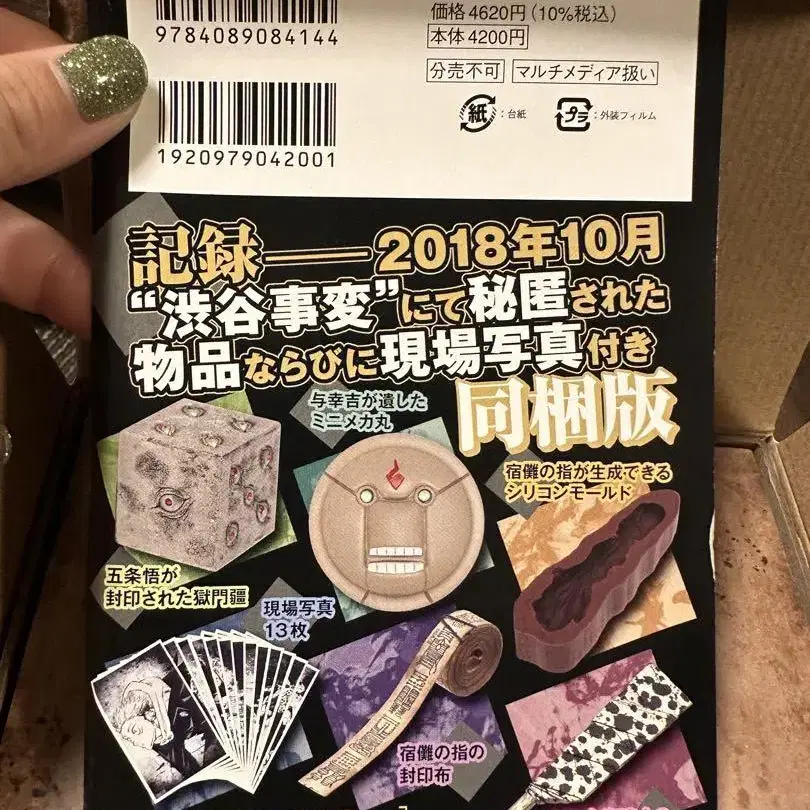 9784089084144
価格4620円(10%税込)
本体4200円
分売不可 マルチメディア扱い
1920979042001
紙:台紙 プラ:外装フィルム
記録――2018年10月
“渋谷事変”にて秘匿された
物品ならびに現場写真付き
同梱版
与幸吉が遺した
ミニメカ丸
宿儺の指が生成できる
シリコンモールド
五条悟が
封印された獄門疆
現場写真
13枚
宿儺の指の
封印布